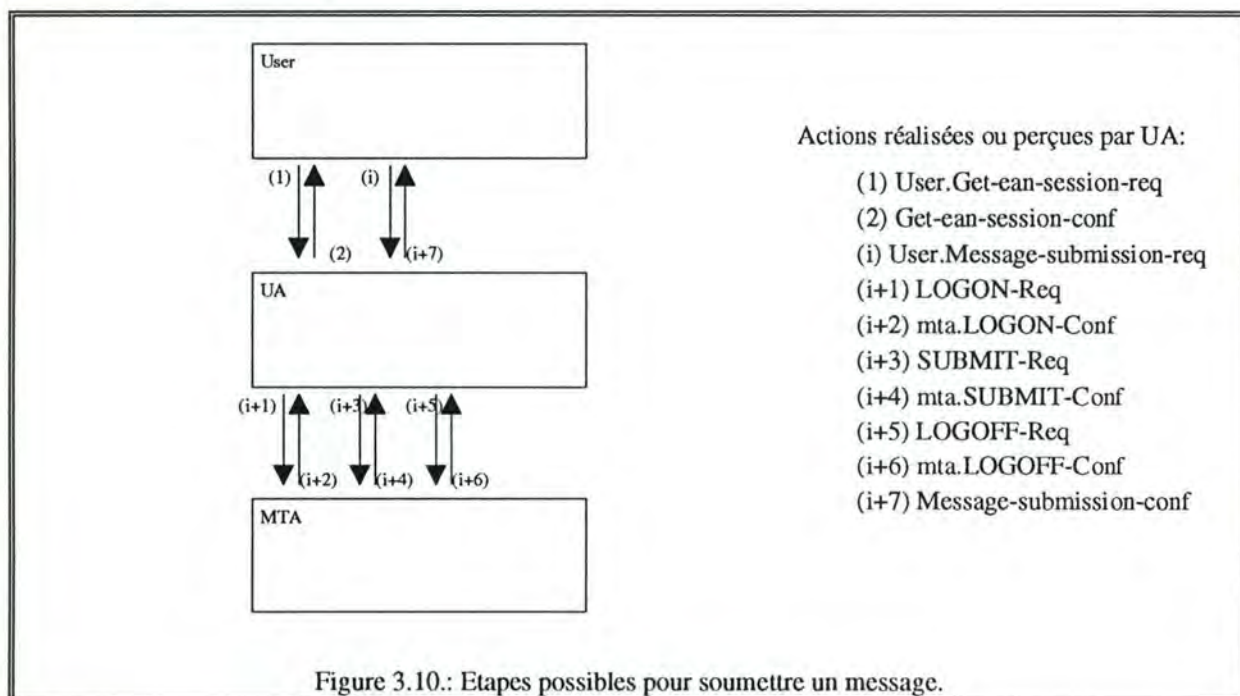 User
(1)
(i)
(2)
(i+7)
UA
(i+1)
(i+3)
(i+5)
(i+2)
(i+4)
(i+6)
MTA
Actions réalisées ou perçues par UA:
(1) User.Get-ean-session-req
(2) Get-ean-session-conf
(i) User.Message-submission-req
(i+1) LOGON-Req
(i+2) mta.LOGON-Conf
(i+3) SUBMIT-Req
(i+4) mta.SUBMIT-Conf
(i+5) LOGOFF-Req
(i+6) mta.LOGOFF-Conf
(i+7) Message-submission-conf
Figure 3.10.: Etapes possibles pour soumettre un message.